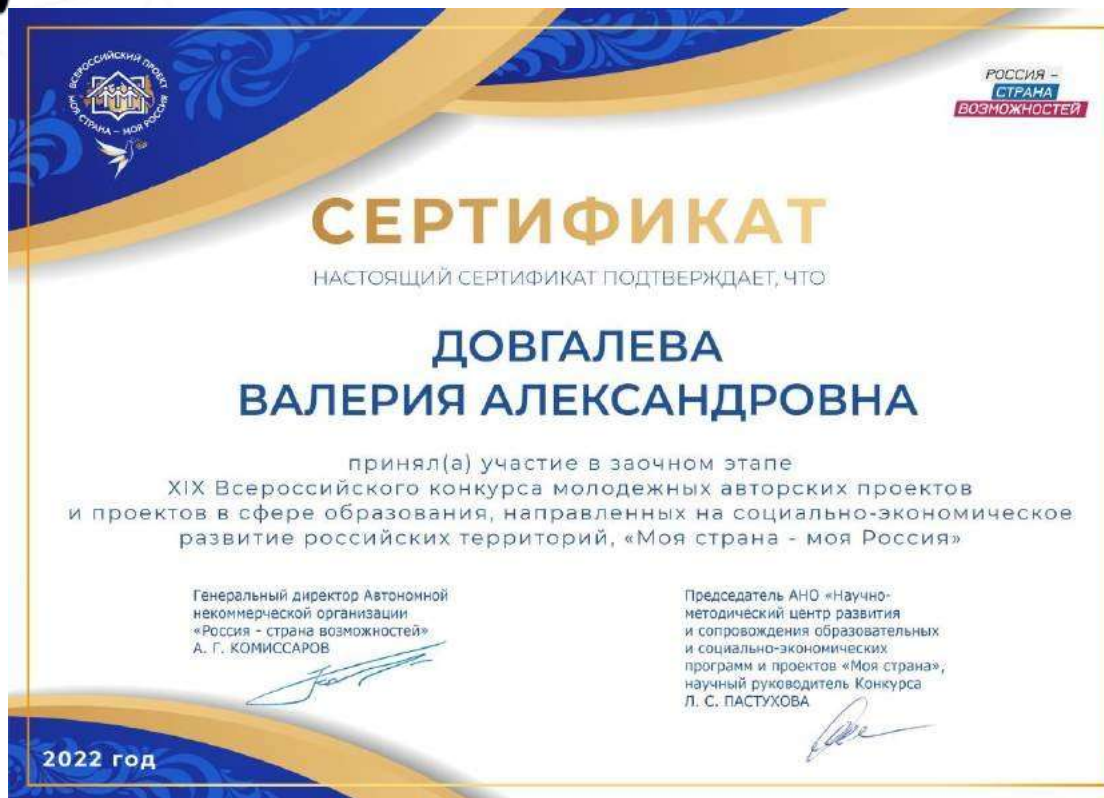 ВСЕРОССИЙСКИЙ ПРОЕКТ
МОЯ СТРАНА – МОЯ РОССИЯ
РОССИЯ –
СТРАНА
ВОЗМОЖНОСТЕЙ
СЕРТИФИКАТ
НАСТОЯЩИЙ СЕРТИФИКАТ ПОДТВЕРЖДАЕТ, ЧТО
ДОВГАЛЕВА
ВАЛЕРИЯ АЛЕКСАНДРОВНА
принял(а) участие в заочном этапе
XIX Всероссийского конкурса молодежных авторских проектов
и проектов в сфере образования, направленных на социально-экономическое
развитие российских территорий, «Моя страна - моя Россия»
Генеральный директор Автономной
некоммерческой организации
«Россия - страна возможностей»
А. Г. КОМИССАРОВ
Председатель АНО «Научно-
методический центр развития
и сопровождения образовательных
и социально-экономических
программ и проектов «Моя страна»,
научный руководитель Конкурса
Л. С. ПАСТУХОВА
2022 год